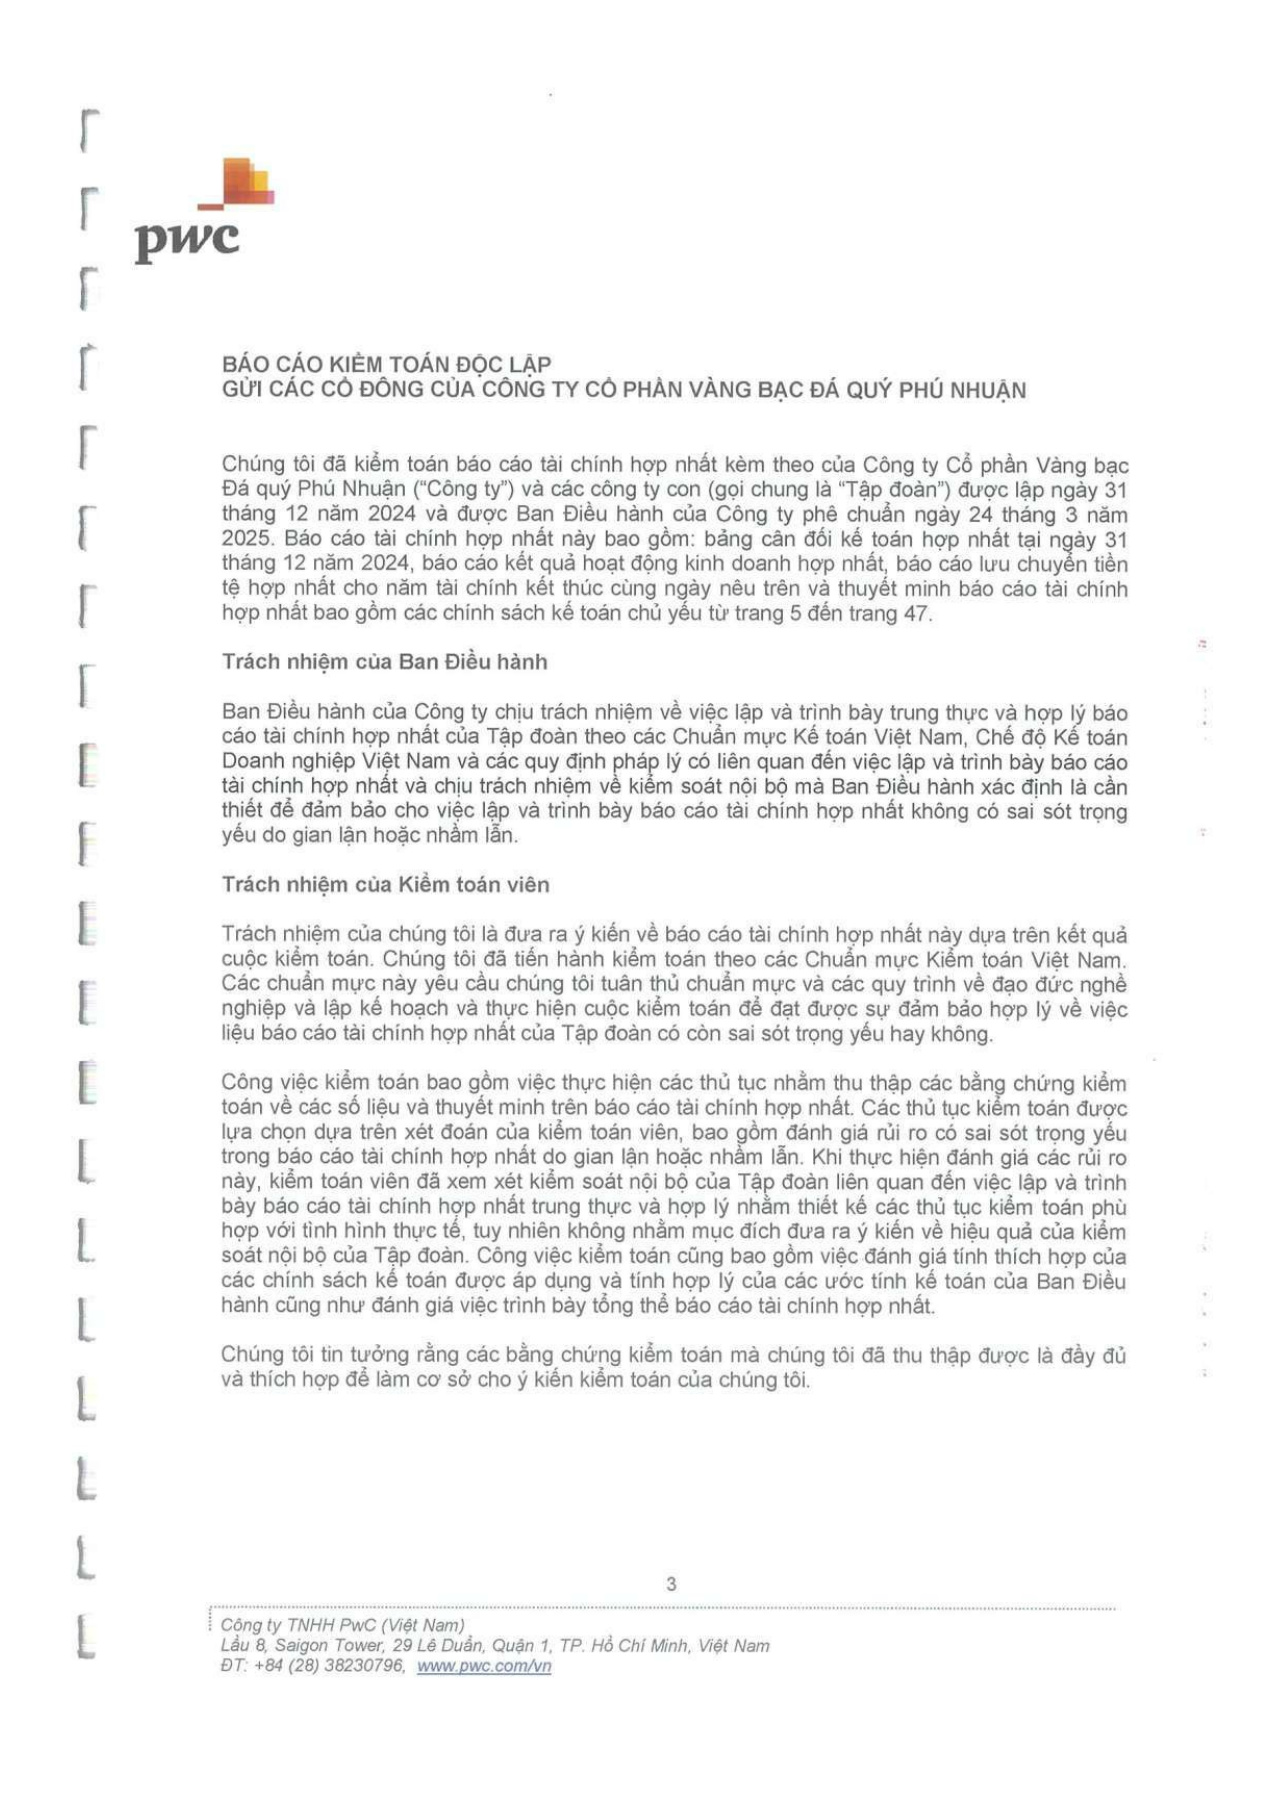 pwc
BÁO CÁO KIỂM TOÁN ĐỘC LẬP
GỬI CÁC CỔ ĐÔNG CỦA CÔNG TY CỔ PHẦN VÀNG BẠC ĐÁ QUÝ PHÚ NHUẬN
Chúng tôi đã kiểm toán báo cáo tài chính hợp nhất kèm theo của Công ty Cổ phần Vàng bạc
Đá quý Phú Nhuận (“Công ty”) và các công ty con (gọi chung là “Tập đoàn”) được lập ngày 31
tháng 12 năm 2024 và được Ban Điều hành của Công ty phê chuẩn ngày 24 tháng 3 năm
2025. Báo cáo tài chính hợp nhất này bao gồm: bảng cân đối kế toán hợp nhất tại ngày 31
tháng 12 năm 2024, báo cáo kết quả hoạt động kinh doanh hợp nhất, báo cáo lưu chuyển tiền
tệ hợp nhất cho năm tài chính kết thúc cùng ngày nêu trên và thuyết minh báo cáo tài chính
hợp nhất bao gồm các chính sách kế toán chủ yếu từ trang 5 đến trang 47.
Trách nhiệm của Ban Điều hành
Ban Điều hành của Công ty chịu trách nhiệm về việc lập và trình bày trung thực và hợp lý báo
cáo tài chính hợp nhất của Tập đoàn theo các Chuẩn mực Kế toán Việt Nam, Chế độ Kế toán
Doanh nghiệp Việt Nam và các quy định pháp lý có liên quan đến việc lập và trình bày báo cáo
tài chính hợp nhất và chịu trách nhiệm về kiểm soát nội bộ mà Ban Điều hành xác định là cần
thiết để đảm bảo cho việc lập và trình bày báo cáo tài chính hợp nhất không có sai sót trọng
yếu do gian lận hoặc nhầm lẫn.
Trách nhiệm của Kiểm toán viên
Trách nhiệm của chúng tôi là đưa ra ý kiến về báo cáo tài chính hợp nhất này dựa trên kết quả
cuộc kiểm toán. Chúng tôi đã tiến hành kiểm toán theo các Chuẩn mực Kiểm toán Việt Nam.
Các chuẩn mực này yêu cầu chúng tôi tuân thủ chuẩn mực và các quy trình về đạo đức nghề
nghiệp và lập kế hoạch và thực hiện cuộc kiểm toán để đạt được sự đảm bảo hợp lý về việc
liệu báo cáo tài chính hợp nhất của Tập đoàn có còn sai sót trọng yếu hay không.
Công việc kiểm toán bao gồm việc thực hiện các thủ tục nhằm thu thập các bằng chứng kiểm
toán về các số liệu và thuyết minh trên báo cáo tài chính hợp nhất. Các thủ tục kiểm toán được
lựa chọn dựa trên xét đoán của kiểm toán viên, bao gồm đánh giá rủi ro có sai sót trọng yếu
trong báo cáo tài chính hợp nhất do gian lận hoặc nhầm lẫn. Khi thực hiện đánh giá các rủi ro
này, kiểm toán viên đã xem xét kiểm soát nội bộ của Tập đoàn liên quan đến việc lập và trình
bày báo cáo tài chính hợp nhất trung thực và hợp lý nhằm thiết kế các thủ tục kiểm toán phù
hợp với tình hình thực tế, tuy nhiên không nhằm mục đích đưa ra ý kiến về hiệu quả của kiểm
soát nội bộ của Tập đoàn. Công việc kiểm toán cũng bao gồm việc đánh giá tính thích hợp của
các chính sách kế toán được áp dụng và tính hợp lý của các ước tính kế toán của Ban Điều
hành cũng như đánh giá việc trình bày tổng thể báo cáo tài chính hợp nhất.
Chúng tôi tin tưởng rằng các bằng chứng kiểm toán mà chúng tôi đã thu thập được là đầy đủ
và thích hợp để làm cơ sở cho ý kiến kiểm toán của chúng tôi.
3
Công ty TNHH PwC (Việt Nam)
Lầu 8, Saigon Tower, 29 Lê Duẩn, Quận 1, TP. Hồ Chí Minh, Việt Nam
ĐT: +84 (28) 38230796, www.pwc.com/vn